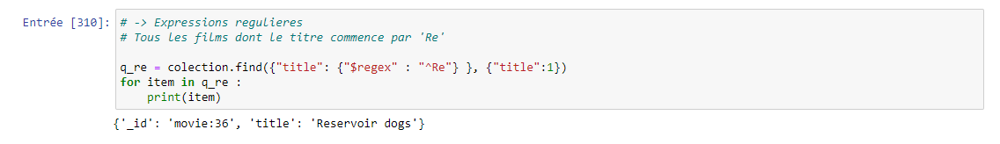 Entrée [310]: # -> Expressions regulieres
# Tous les films dont le titre commence par 'Re'
q_re = colection.find({"title": {"$regex" : "^Re"} }, {"title":1})
for item in q_re :
    print(item)
{'_id': 'movie:36', 'title': 'Reservoir dogs'}